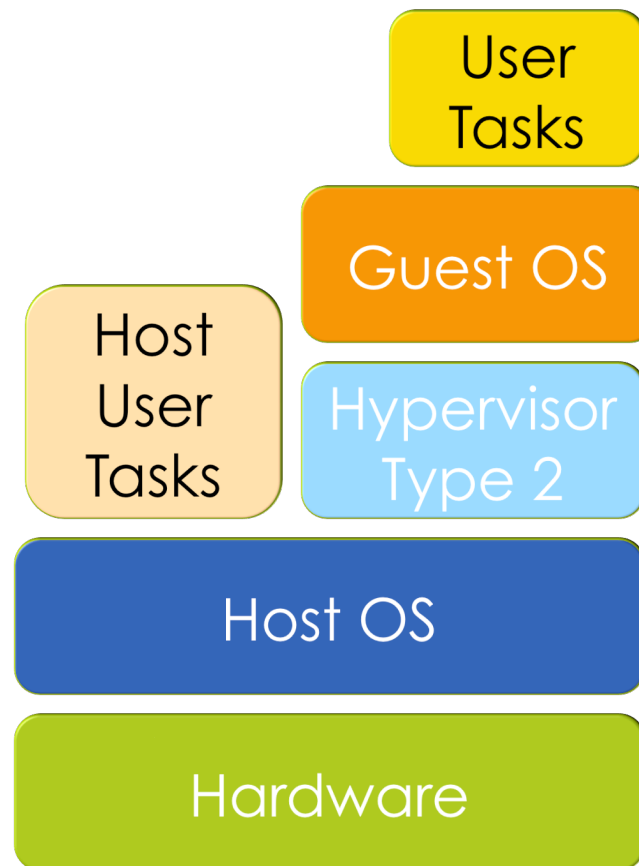 User
Tasks
Guest OS
Host
User
Tasks
Hypervisor
Type 2
Host OS
Hardware